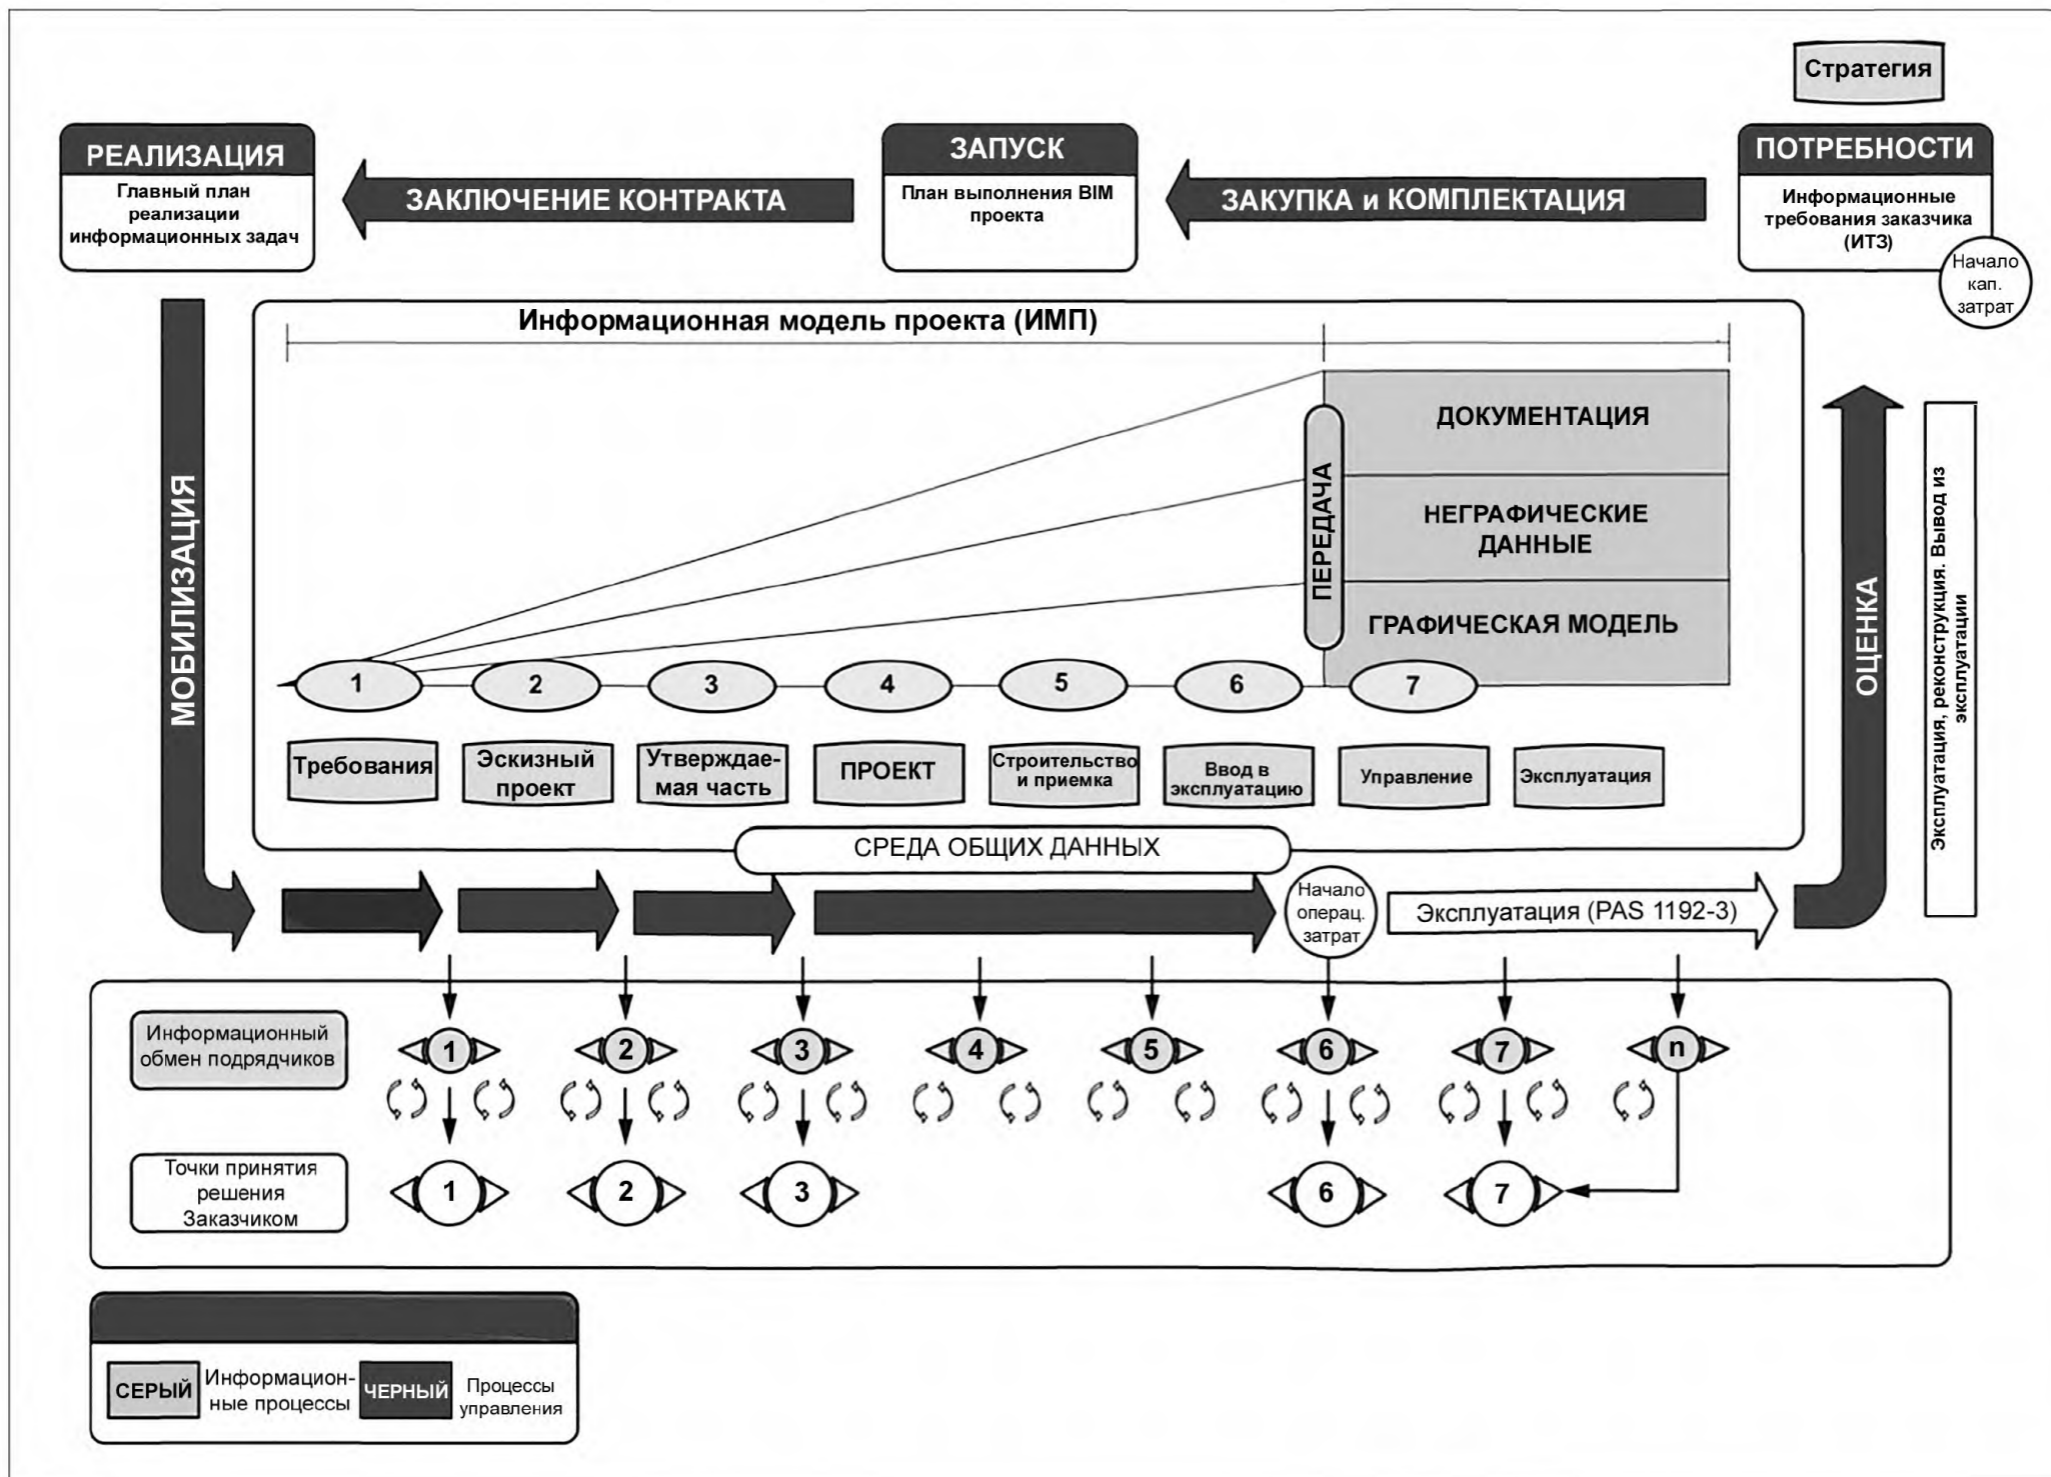 Стратегия
РЕАЛИЗАЦИЯ
Главный план
реализации
информационных задач
ЗАКЛЮЧЕНИЕ КОНТРАКТА
ЗАПУСК
План выполнения BIM
проекта
ЗАКУПКА и КОМПЛЕКТАЦИЯ
ПОТРЕБНОСТИ
Информационные
требования заказчика
(ИТЗ)
Начало
кап.
затрат
МОБИЛИЗАЦИЯ
Информационная модель проекта (ИМП)
ПЕРЕДАЧА
ДОКУМЕНТАЦИЯ
НЕГРАФИЧЕСКИЕ
ДАННЫЕ
ГРАФИЧЕСКАЯ МОДЕЛЬ
1
2
3
4
5
6
7
Требования
Эскизный
проект
Утверждае-
мая часть
ПРОЕКТ
Строительство
и приемка
Ввод в
эксплуатацию
Управление
Эксплуатация
СРЕДА ОБЩИХ ДАННЫХ
ОЦЕНКА
Эксплуатация, реконструкция. Вывод из
эксплуатации
Начало
операц.
затрат
Эксплуатация (PAS 1192-3)
Информационный
обмен подрядчиков
1
2
3
4
5
6
7
n
Точки принятия
решения
Заказчиком
1
2
3
6
7
СЕРЫЙ
Информацион-
ные процессы
ЧЕРНЫЙ
Процессы
управления